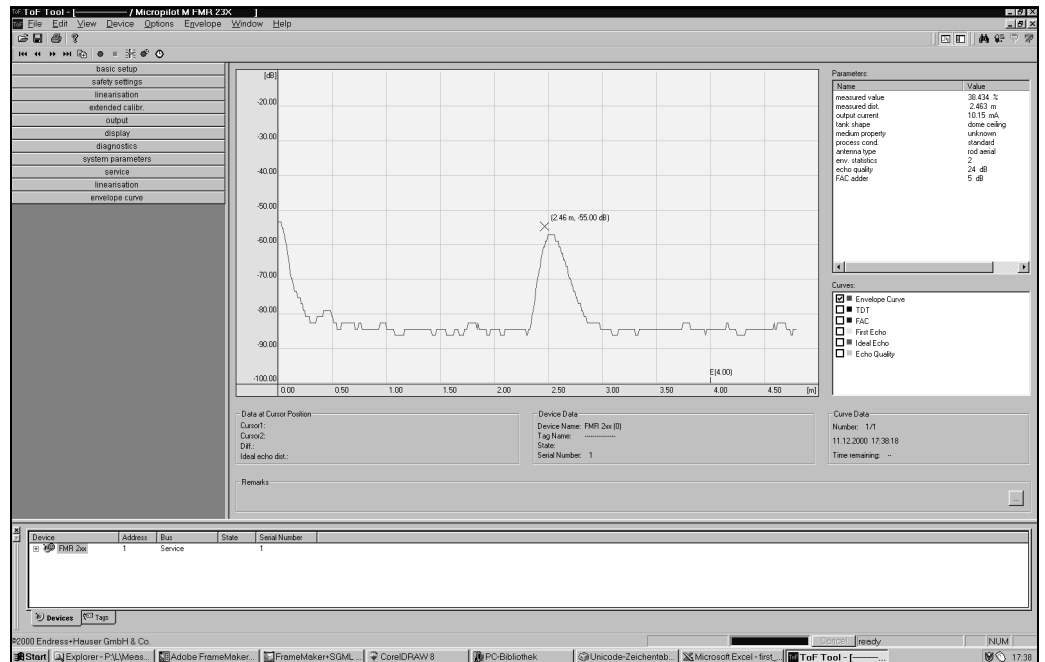 ToF Tool - [———— / Micropilot M FMR 23X ]
File Edit View Device Options Envelope Window Help
basic setup
safety settings
linearisation
extended calibr.
output
display
diagnostics
system parameters
service
linearisation
envelope curve
[dB]
-20.00
-30.00
-40.00
-50.00
-60.00
-70.00
-80.00
-90.00
-100.00
(2.46 m, -55.00 dB)
E(4.00)
0.00 0.50 1.00 1.50 2.00 2.50 3.00 3.50 4.00 4.50 [m]
Parameters:
Name Value
measured value 38.434 %
measured dist. 2.463 m
output current 10.15 mA
tank shape dome ceiling
medium property unknown
process cond. standard
antenna type rod aerial
env. statistics 2
echo quality 24 dB
FAC adder 5 dB
Curves:
Envelope Curve
TDT
FAC
First Echo
Ideal Echo
Echo Quality
Data at Cursor Position
Cursor1:
Cursor2:
Diff.:
Ideal echo dist.:
Device Data
Device Name: FMR 2xx (0)
Tag Name: --------------
State:
Serial Number: 1
Curve Data
Number: 1/1
11.12.2000 17:38:18
Time remaining: --
Remarks
...
Device Address Bus State Serial Number
FMR 2xx 1 Service 1
Devices Tags
©2000 Endress+Hauser GmbH & Co.
Cancel ready NUM
Start Explorer - P:\L\Meas... Adobe FrameMaker... FrameMaker+SGML ... CorelDRAW 8 PC-Bibliothek Unicode-Zeichentab... Microsoft Excel - first_... ToF Tool - [———... 17:38